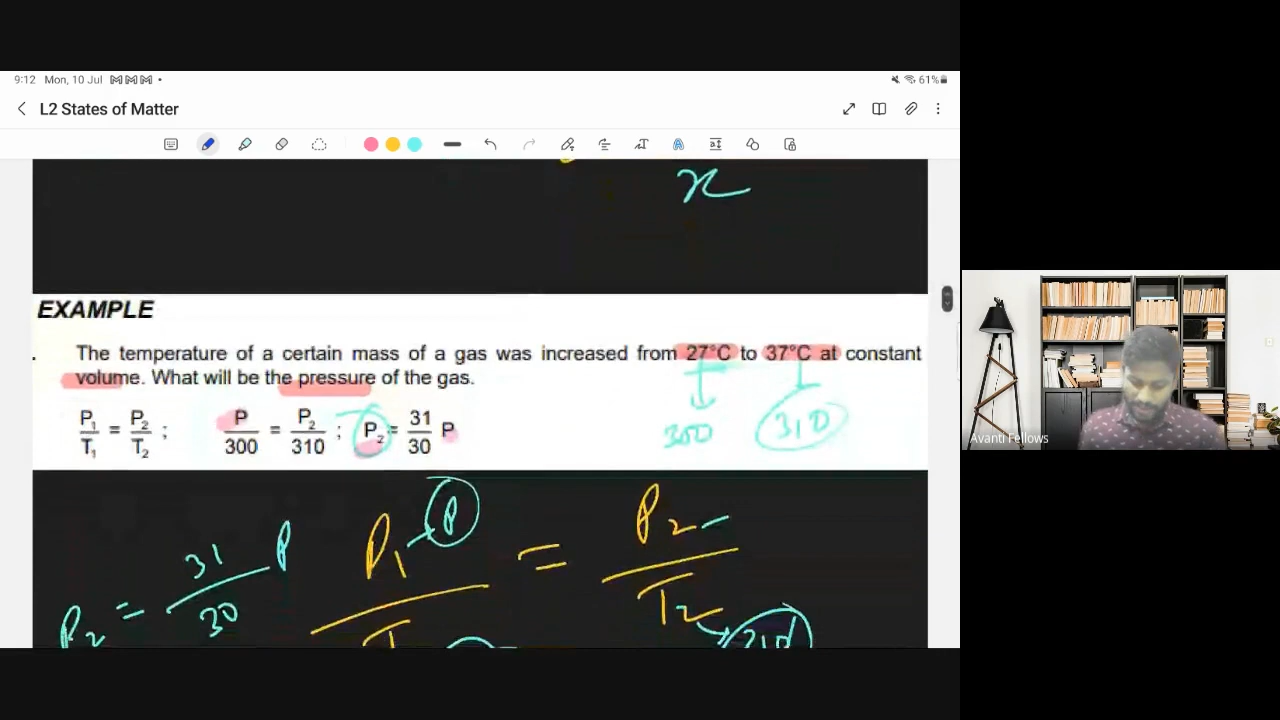 9:12 Mon, 10 Jul 61%
L2 States of Matter
x
EXAMPLE
. The temperature of a certain mass of a gas was increased from 27°C to 37°C at constant
volume. What will be the pressure of the gas.
P₁/T₁ = P₂/T₂ ; P/300 = P₂/310 ; P₂ = 31/30 P
300 310
P₂ = 31/30 P
P₁ P / T = P₂ / T₂ 310
Avanti Fellows